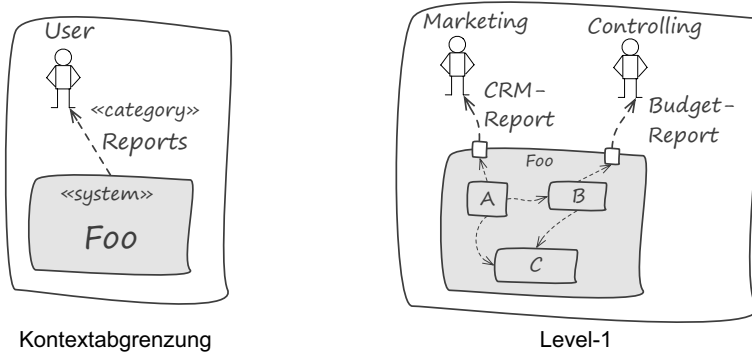 User
«category»
Reports
«system»
Foo
Kontextabgrenzung
Marketing
Controlling
CRM-
Report
Budget-
Report
Foo
A
B
C
Level-1